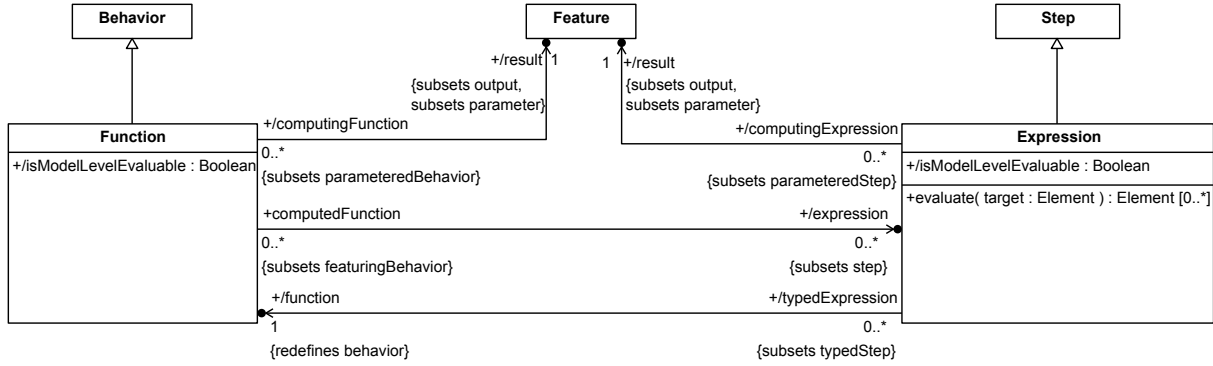 Behavior
Feature
Step
+/result
1
{subsets output,
subsets parameter}
1
+/result
{subsets output,
subsets parameter}
Function
+/isModelLevelEvaluable : Boolean
+/computingFunction
0..*
{subsets parameteredBehavior}
+/computingExpression
0..*
{subsets parameteredStep}
Expression
+/isModelLevelEvaluable : Boolean
+evaluate( target : Element ) : Element [0..*]
+computedFunction
0..*
{subsets featuringBehavior}
+/expression
0..*
{subsets step}
+/function
1
{redefines behavior}
+/typedExpression
0..*
{subsets typedStep}